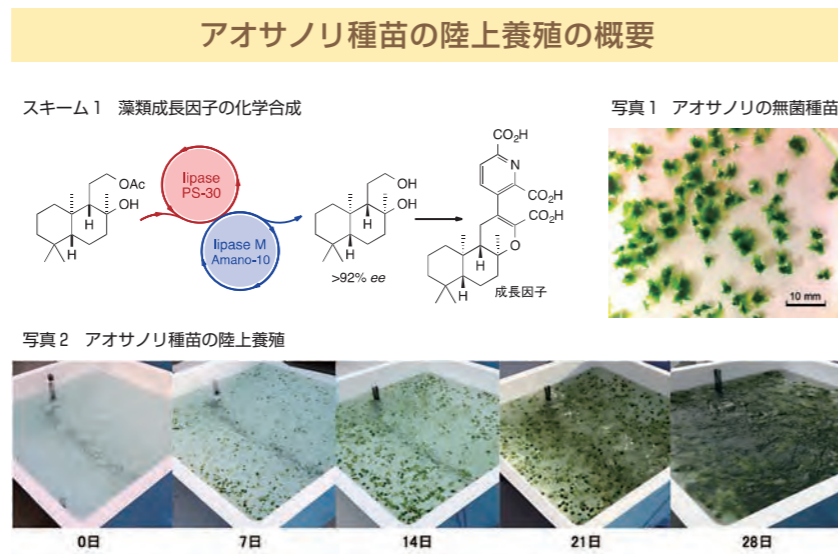 アオサノリ種苗の陸上養殖の概要
スキーム1 藻類成長因子の化学合成
写真1 アオサノリの無菌種苗
OAc
OH
H
H
lipase
PS-30
lipase M
Amano-10
OH
OH
H
H
>92% ee
CO₂H
N
CO₂H
CO₂H
O
H
H
成長因子
10 mm
写真2 アオサノリ種苗の陸上養殖
0日
7日
14日
21日
28日